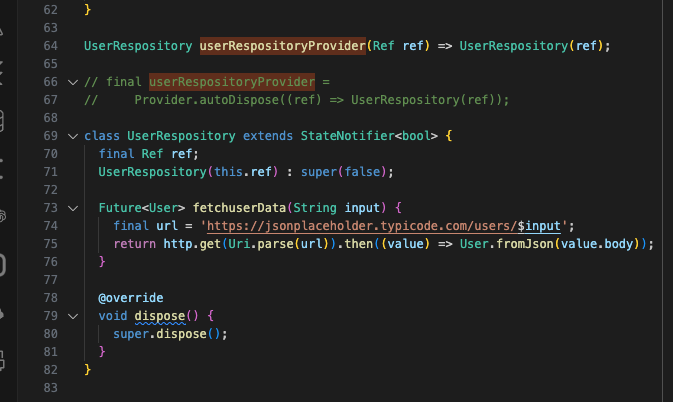 62 }
63
64 UserRespository userRespositoryProvider(Ref ref) => UserRespository(ref);
65
66 // final userRespositoryProvider =
67 //     Provider.autoDispose((ref) => UserRespository(ref));
68
69 class UserRespository extends StateNotifier<bool> {
70   final Ref ref;
71   UserRespository(this.ref) : super(false);
72
73   Future<User> fetchuserData(String input) {
74     final url = 'https://jsonplaceholder.typicode.com/users/$input';
75     return http.get(Uri.parse(url)).then((value) => User.fromJson(value.body));
76   }
77
78   @override
79   void dispose() {
80     super.dispose();
81   }
82 }
83